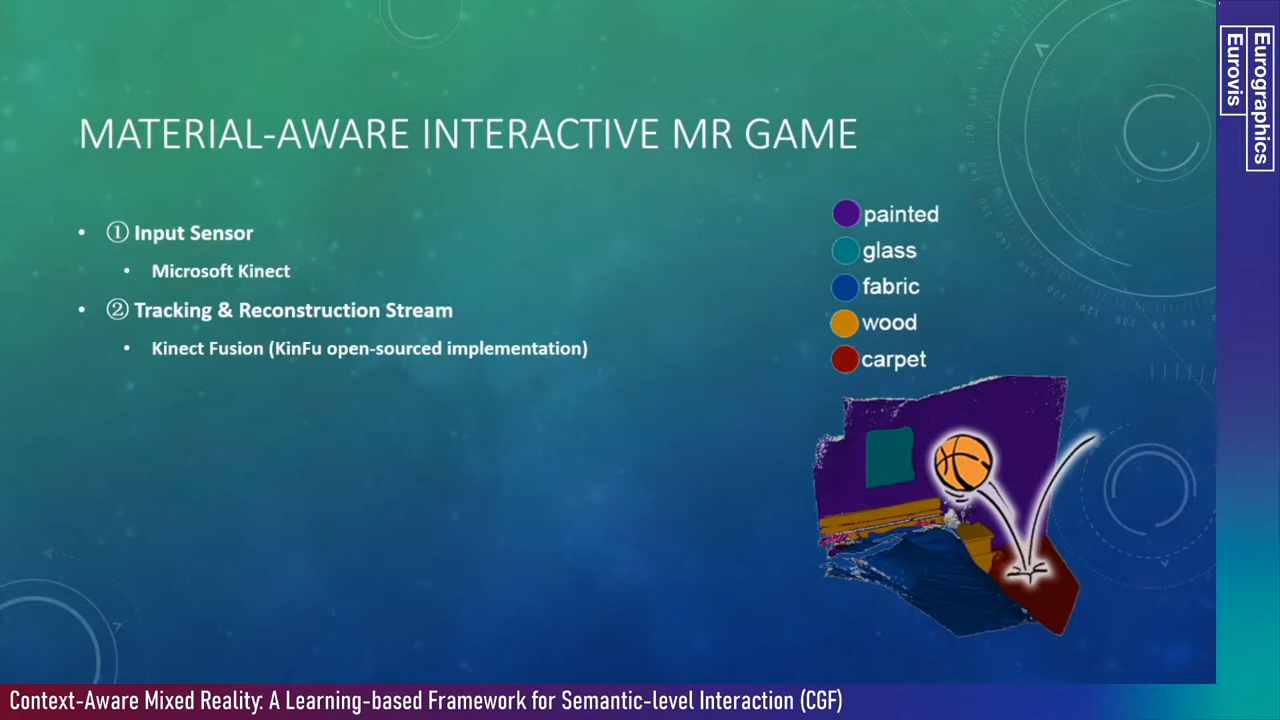 MATERIAL-AWARE INTERACTIVE MR GAME
• ① Input Sensor
• Microsoft Kinect
• ② Tracking & Reconstruction Stream
• Kinect Fusion (KinFu open-sourced implementation)
painted
glass
fabric
wood
carpet
Eurographics
Eurovis
Context-Aware Mixed Reality: A Learning-based Framework for Semantic-level Interaction (CGF)